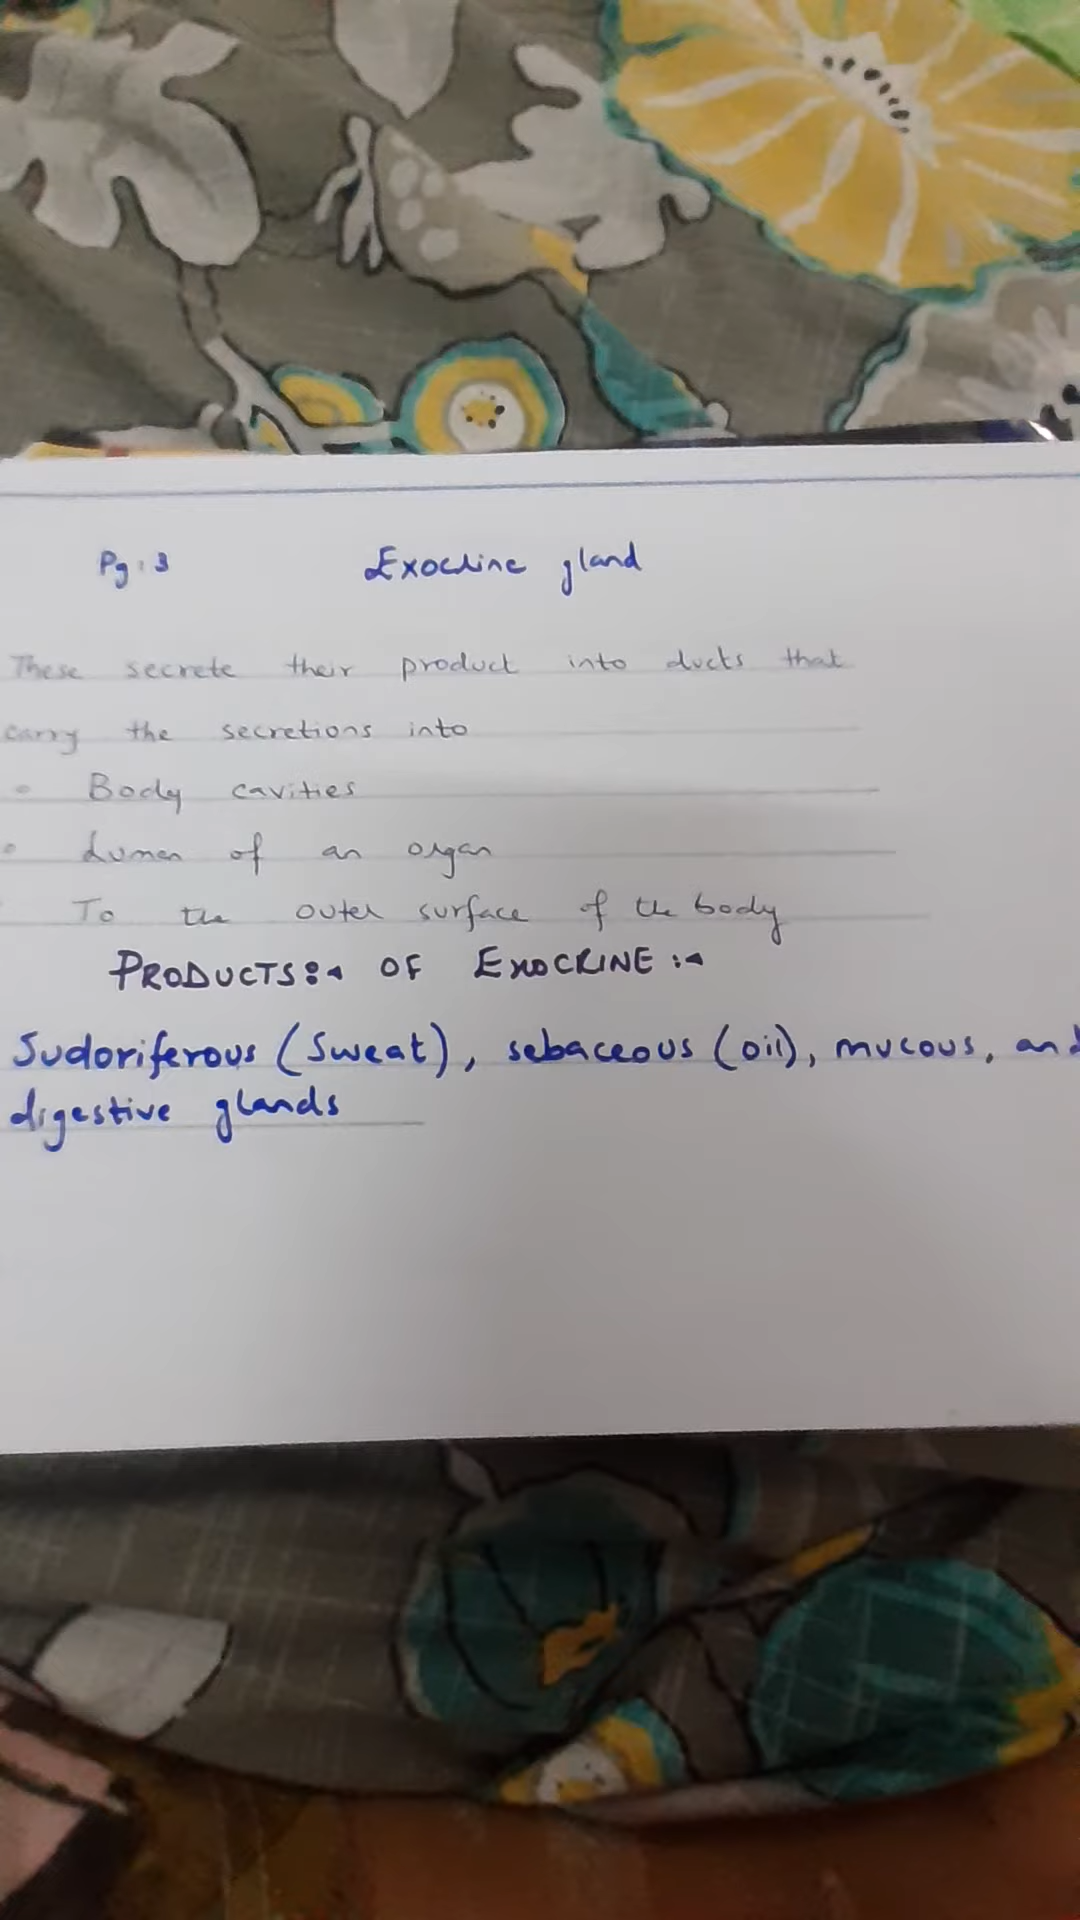 Pg: 3 Exocrine gland
These secrete their product into ducts that
carry the secretions into
• Body cavities
• Lumen of an organ
• To the outer surface of the body
PRODUCTS:- OF EXOCRINE :-
Sudoriferous (Sweat), sebaceous (oil), mucous, and
digestive glands